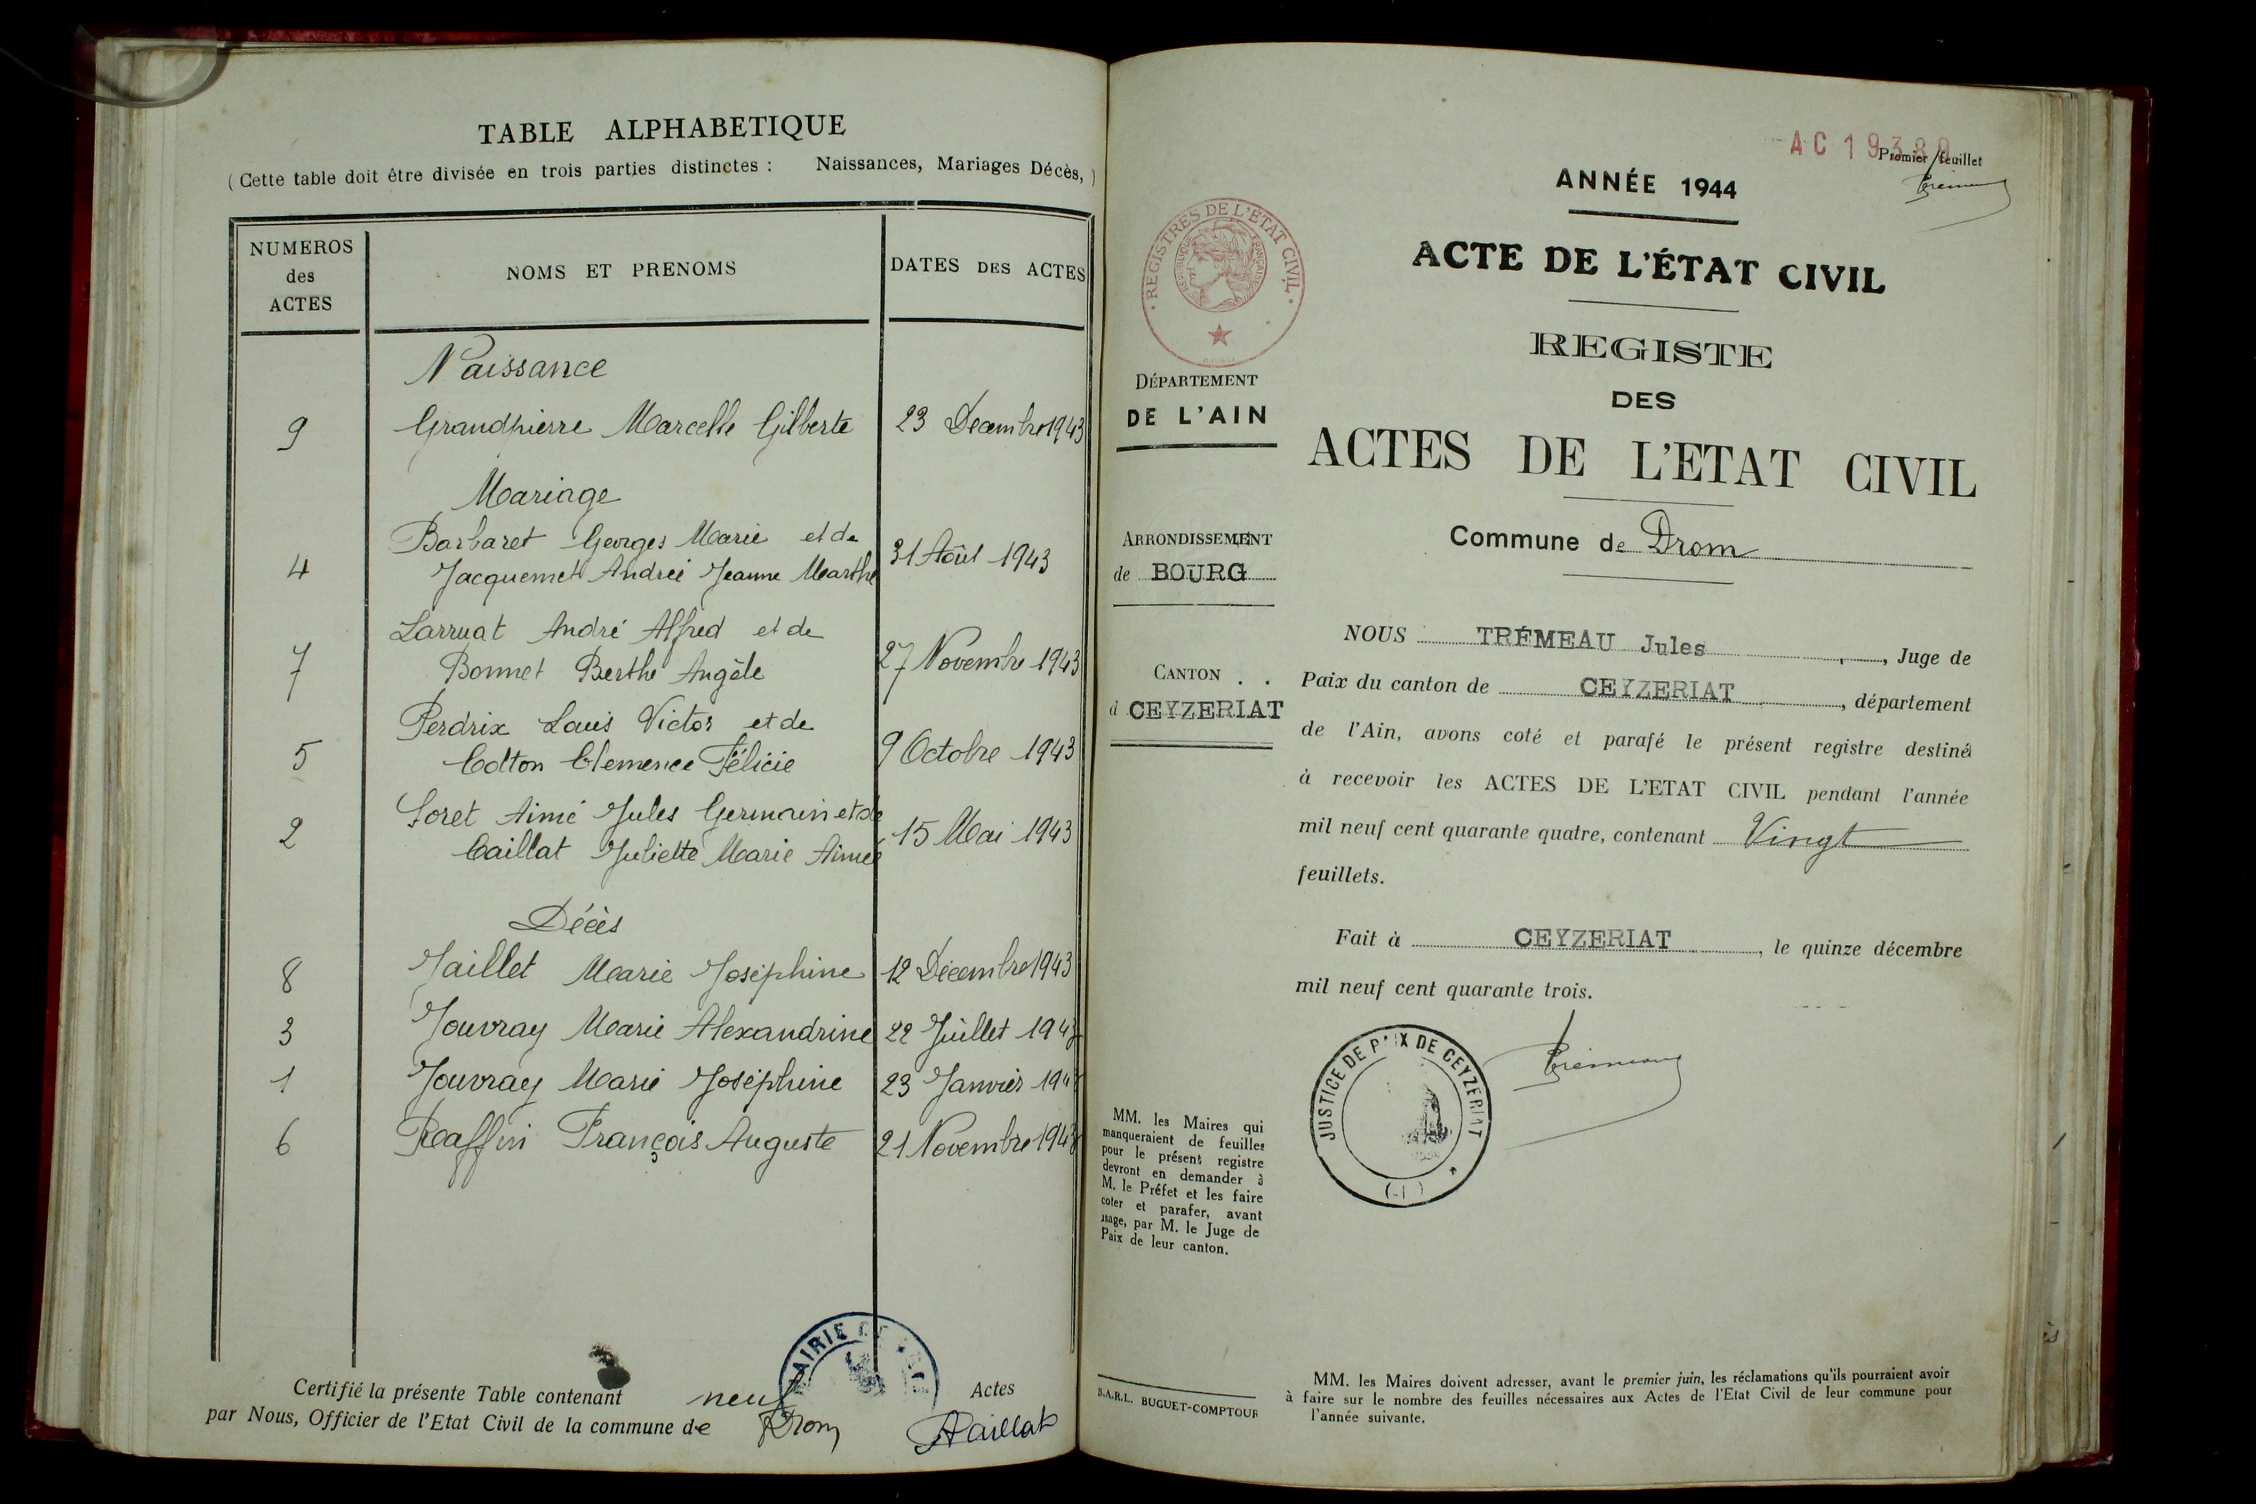 TABLE ALPHABETIQUE
(Cette table doit être divisée en trois parties distinctes : Naissances, Mariages Décès,)
NUMEROS des ACTES
NOMS ET PRENOMS
DATES DES ACTES
Naissance
9 Grandpierre Marcelle Gilberte 23 Décembre 1943
Mariage
Barbaret Georges Marie et de
4 Jacquemet Andrée Jeanne Marthe 31 Août 1943
Larruat André Alfred et de
7 Bonnet Berthe Angèle 27 Novembre 1943
Perdrix Louis Victor et de
5 Cotton Clemence Félicie 9 Octobre 1943
Soret Aimé Jules Germain et de
2 Caillat Juliette Marie Aimée 15 Mai 1943
Décès
8 Jaillet Marie Joséphine 12 Décembre 1943
3 Jouvray Marie Alexandrine 22 Juillet 1943
1 Jouvray Marie Joséphine 23 Janvier 1943
6 Raffin François Auguste 21 Novembre 1943
Certifié la présente Table contenant neuf Actes
par Nous, Officier de l'Etat Civil de la commune de Drom
MAIRIE DE
AC 19380
Premier feuillet
ANNÉE 1944
REGISTRES DE L'ETAT CIVIL
ACTE DE L'ÉTAT CIVIL
REGISTE
DES
ACTES DE L'ETAT CIVIL
Commune de Drom
DÉPARTEMENT
DE L'AIN
ARRONDISSEMENT
de BOURG
CANTON . .
d CEYZERIAT
NOUS TRÉMEAU Jules, Juge de
Paix du canton de CEYZERIAT, département
de l'Ain, avons coté et parafé le présent registre destiné
à recevoir les ACTES DE L'ETAT CIVIL pendant l'année
mil neuf cent quarante quatre, contenant Vingt
feuillets.
Fait à CEYZERIAT, le quinze décembre
mil neuf cent quarante trois.
JUSTICE DE PAIX DE CEYZERIAT
MM. les Maires qui
manqueraient de feuilles
pour le présent registre
devront en demander à
M. le Préfet et les faire
coter et parafer, avant
usage, par M. le Juge de
Paix de leur canton.
S.A.R.L. BUGUET-COMPTOUR
MM. les Maires doivent adresser, avant le premier juin, les réclamations qu'ils pourraient avoir
à faire sur le nombre des feuilles nécessaires aux Actes de l'Etat Civil de leur commune pour
l'année suivante.